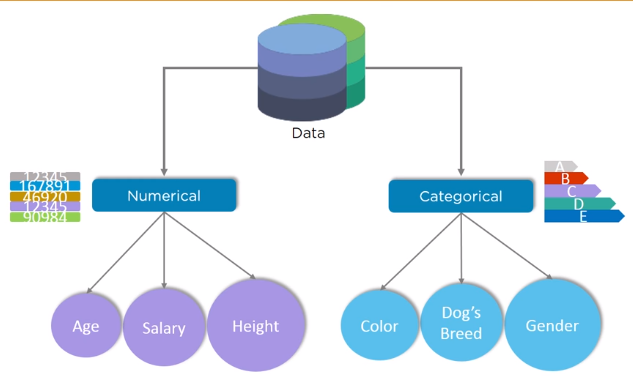 Data
12345
167891
46920
12345
90984
Numerical
Categorical
A
B
C
D
E
Age
Salary
Height
Color
Dog's
Breed
Gender